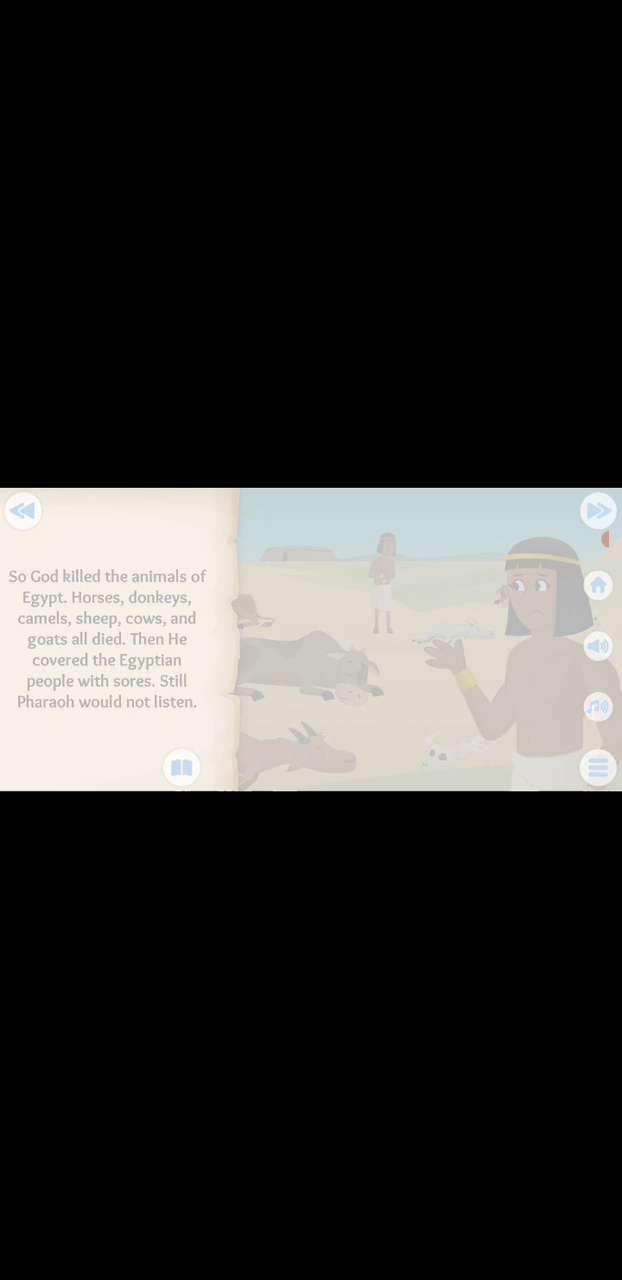 So God killed the animals of
Egypt. Horses, donkeys,
camels, sheep, cows, and
goats all died. Then He
covered the Egyptian
people with sores. Still
Pharaoh would not listen.